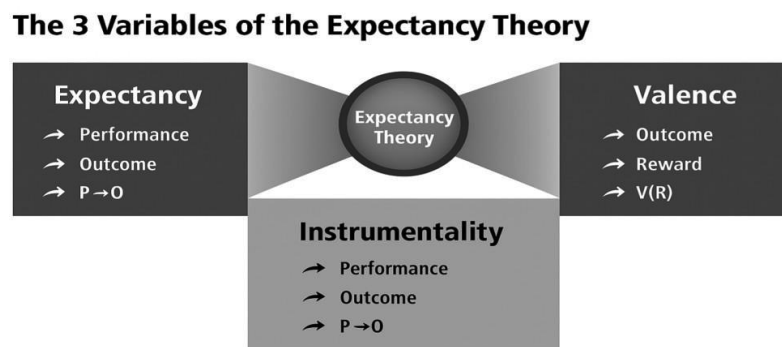 The 3 Variables of the Expectancy Theory
Expectancy
→ Performance
→ Outcome
→ P→O
Expectancy
Theory
Valence
→ Outcome
→ Reward
→ V(R)
Instrumentality
→ Performance
→ Outcome
→ P→O